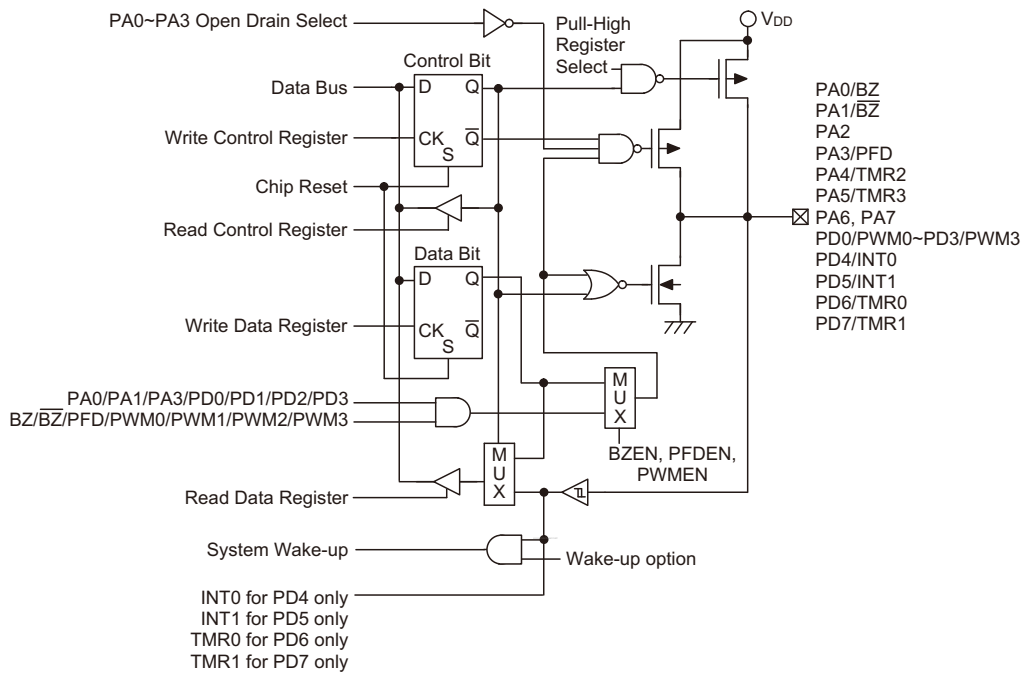 PA0~PA3 Open Drain Select
Pull-High
Register
Select
VDD
Control Bit
Data Bus
D Q
Write Control Register
CK Q̅
S
Chip Reset
Read Control Register
Data Bit
D Q
Write Data Register
CK Q̅
S
PA0/BZ
PA1/B̅Z̅
PA2
PA3/PFD
PA4/TMR2
PA5/TMR3
PA6, PA7
PD0/PWM0~PD3/PWM3
PD4/INT0
PD5/INT1
PD6/TMR0
PD7/TMR1
PA0/PA1/PA3/PD0/PD1/PD2/PD3
BZ/B̅Z̅/PFD/PWM0/PWM1/PWM2/PWM3
M
U
X
BZEN, PFDEN,
PWMEN
M
U
X
Read Data Register
System Wake-up
Wake-up option
INT0 for PD4 only
INT1 for PD5 only
TMR0 for PD6 only
TMR1 for PD7 only